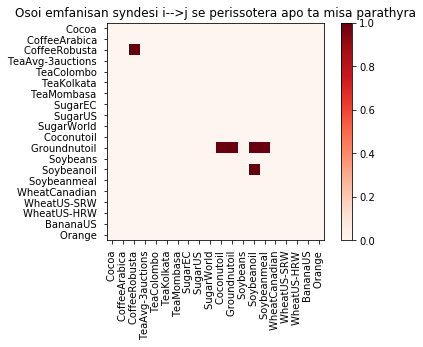 Osoi emfanisan syndesi i-->j se perissotera apo ta misa parathyra
Cocoa
CoffeeArabica
CoffeeRobusta
TeaAvg-3auctions
TeaColombo
TeaKolkata
TeaMombasa
SugarEC
SugarUS
SugarWorld
Coconutoil
Groundnutoil
Soybeans
Soybeanoil
Soybeanmeal
WheatCanadian
WheatUS-SRW
WheatUS-HRW
BananaUS
Orange
Cocoa
CoffeeArabica
CoffeeRobusta
TeaAvg-3auctions
TeaColombo
TeaKolkata
TeaMombasa
SugarEC
SugarUS
SugarWorld
Coconutoil
Groundnutoil
Soybeans
Soybeanoil
Soybeanmeal
WheatCanadian
WheatUS-SRW
WheatUS-HRW
BananaUS
Orange
1.0
0.8
0.6
0.4
0.2
0.0